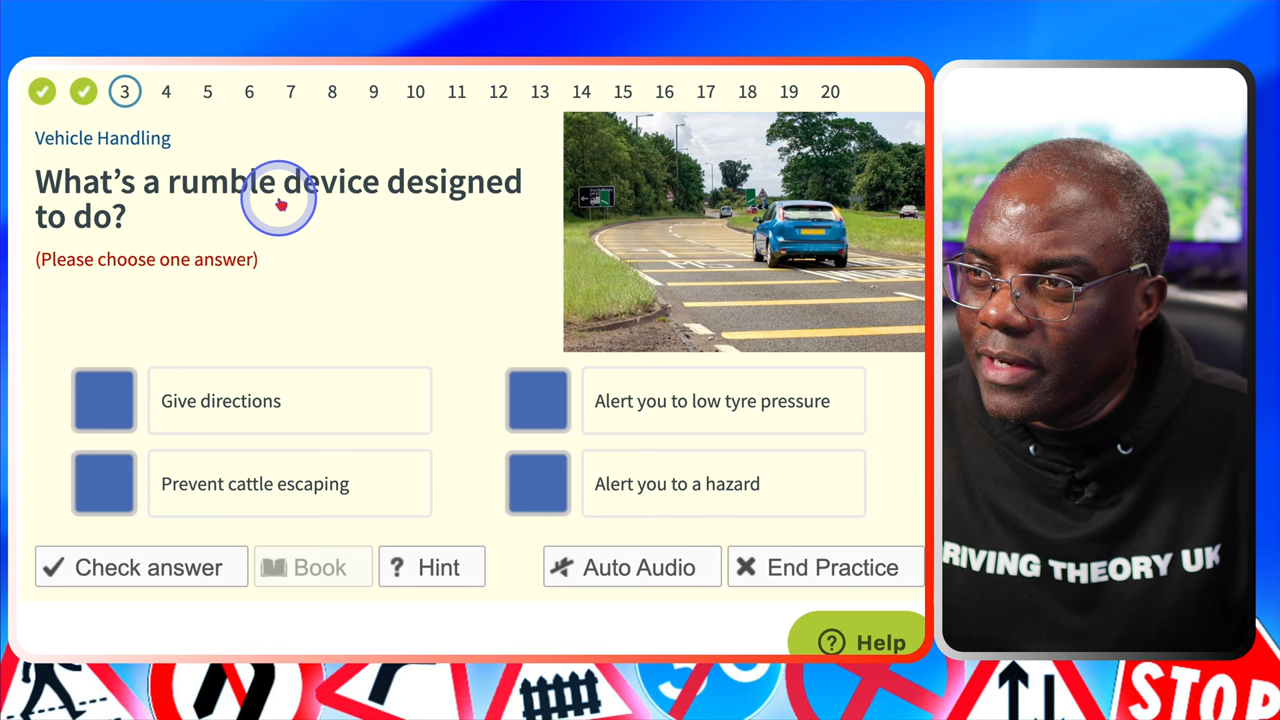 3 4 5 6 7 8 9 10 11 12 13 14 15 16 17 18 19 20
Vehicle Handling
What's a rumble device designed
to do?
(Please choose one answer)
Give directions
Alert you to low tyre pressure
Prevent cattle escaping
Alert you to a hazard
Check answer
Book
? Hint
Auto Audio
End Practice
? Help
RIVING THEORY UK
STOP